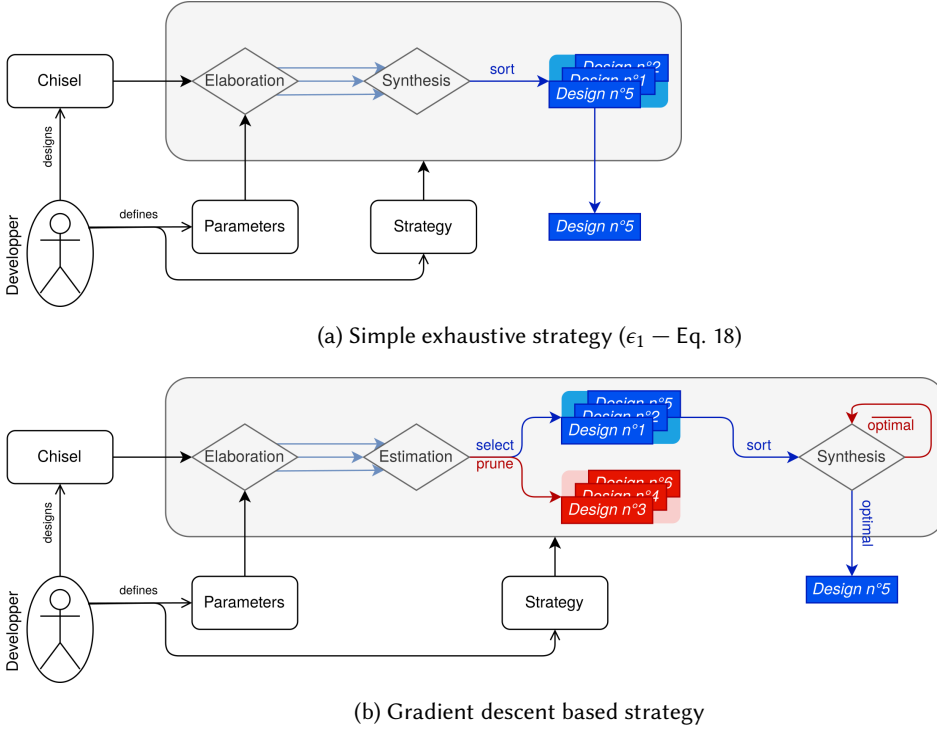 Chisel
Elaboration
Synthesis
sort
Design n°2
Design n°1
Design n°5
designs
Developper
defines
Parameters
Strategy
Design n°5
(a) Simple exhaustive strategy (ϵ₁ — Eq. 18)
Chisel
Elaboration
Estimation
select
prune
Design n°5
Design n°2
Design n°1
Design n°6
Design n°4
Design n°3
sort
Synthesis
optimal
optimal
designs
Developper
defines
Parameters
Strategy
Design n°5
(b) Gradient descent based strategy